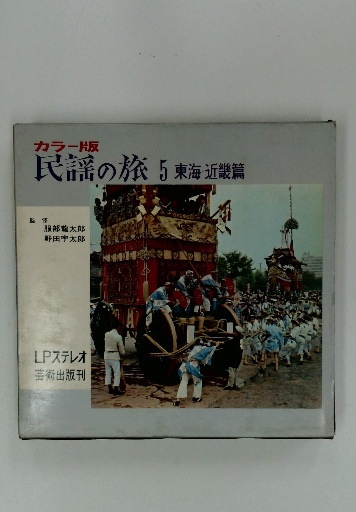 カラー版
民謡の旅 5 東海 近畿篇
監修
服部龍太郎
野田宇太郎
LPステレオ
芸術出版刊